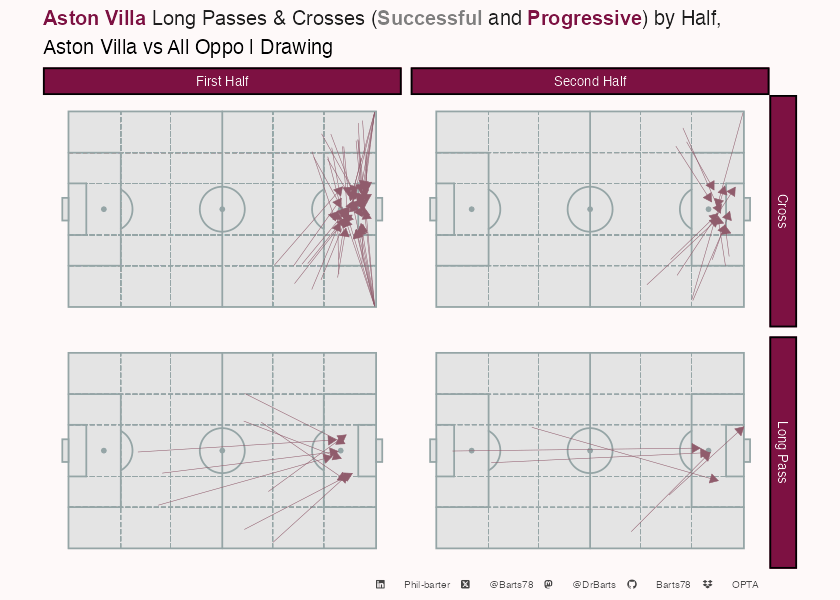 Aston Villa Long Passes & Crosses (Successful and Progressive) by Half,
Aston Villa vs All Oppo I Drawing
First Half
Second Half
Cross
Long Pass
Phil-barter @Barts78 @DrBarts Barts78 OPTA